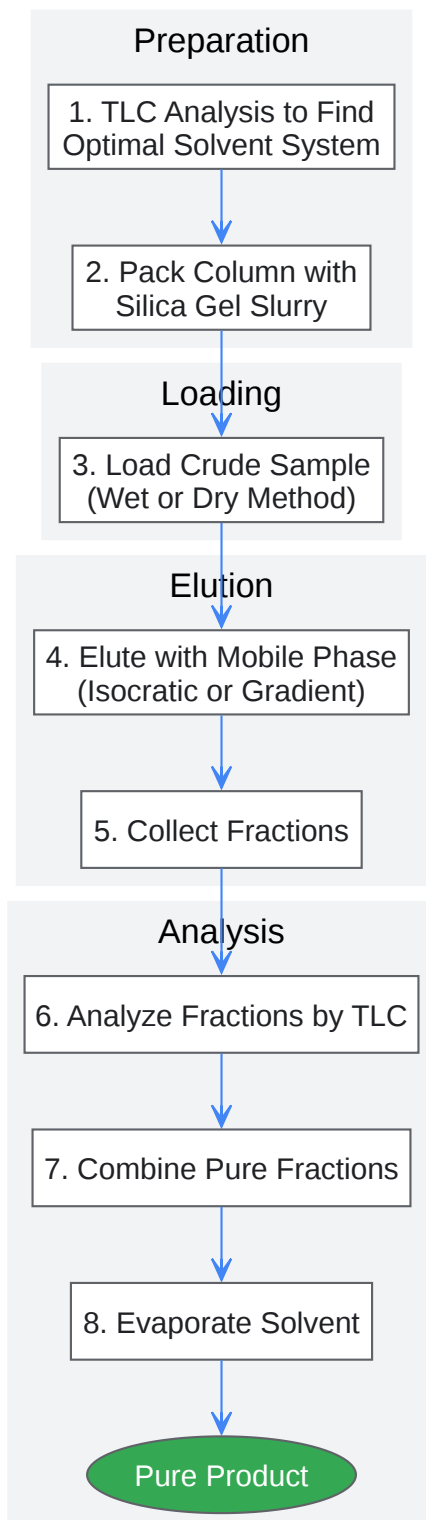 Preparation
1. TLC Analysis to Find
Optimal Solvent System
2. Pack Column with
Silica Gel Slurry
Loading
3. Load Crude Sample
(Wet or Dry Method)
Elution
4. Elute with Mobile Phase
(Isocratic or Gradient)
5. Collect Fractions
Analysis
6. Analyze Fractions by TLC
7. Combine Pure Fractions
8. Evaporate Solvent
Pure Product